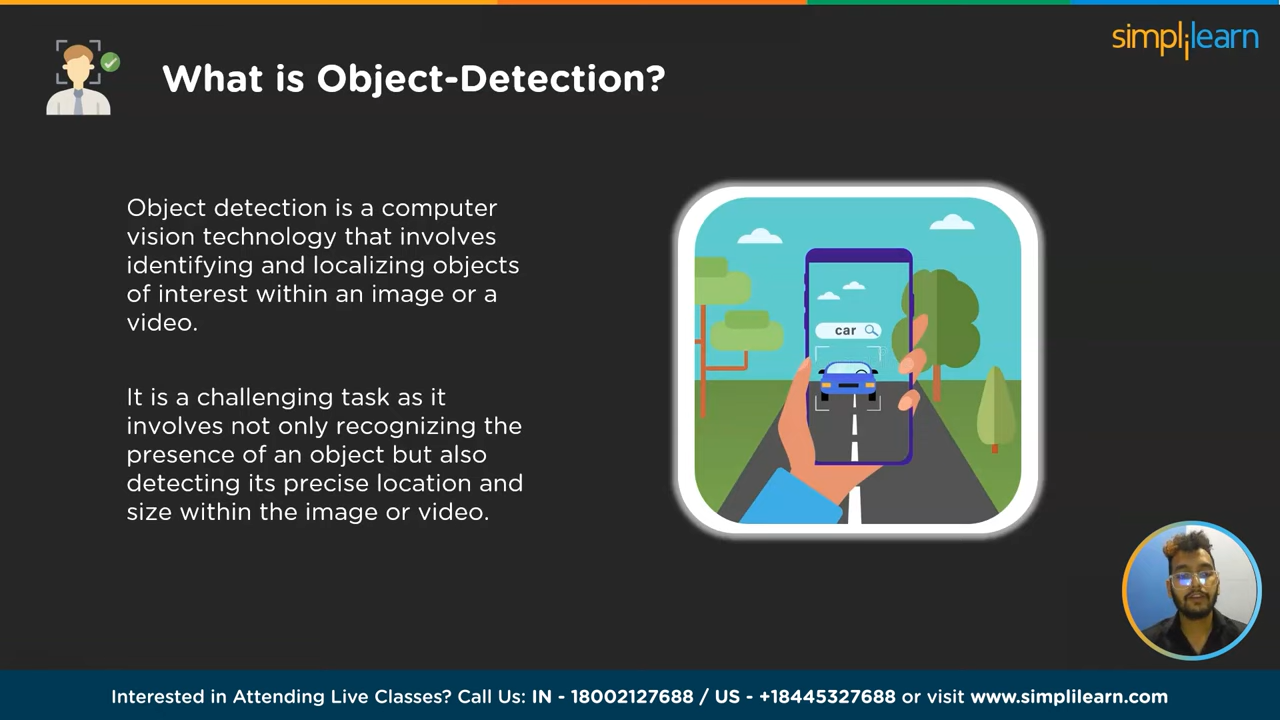 simplilearn
What is Object-Detection?
Object detection is a computer
vision technology that involves
identifying and localizing objects
of interest within an image or a
video.
It is a challenging task as it
involves not only recognizing the
presence of an object but also
detecting its precise location and
size within the image or video.
car
Interested in Attending Live Classes? Call Us: IN - 18002127688 / US - +18445327688 or visit www.simplilearn.com